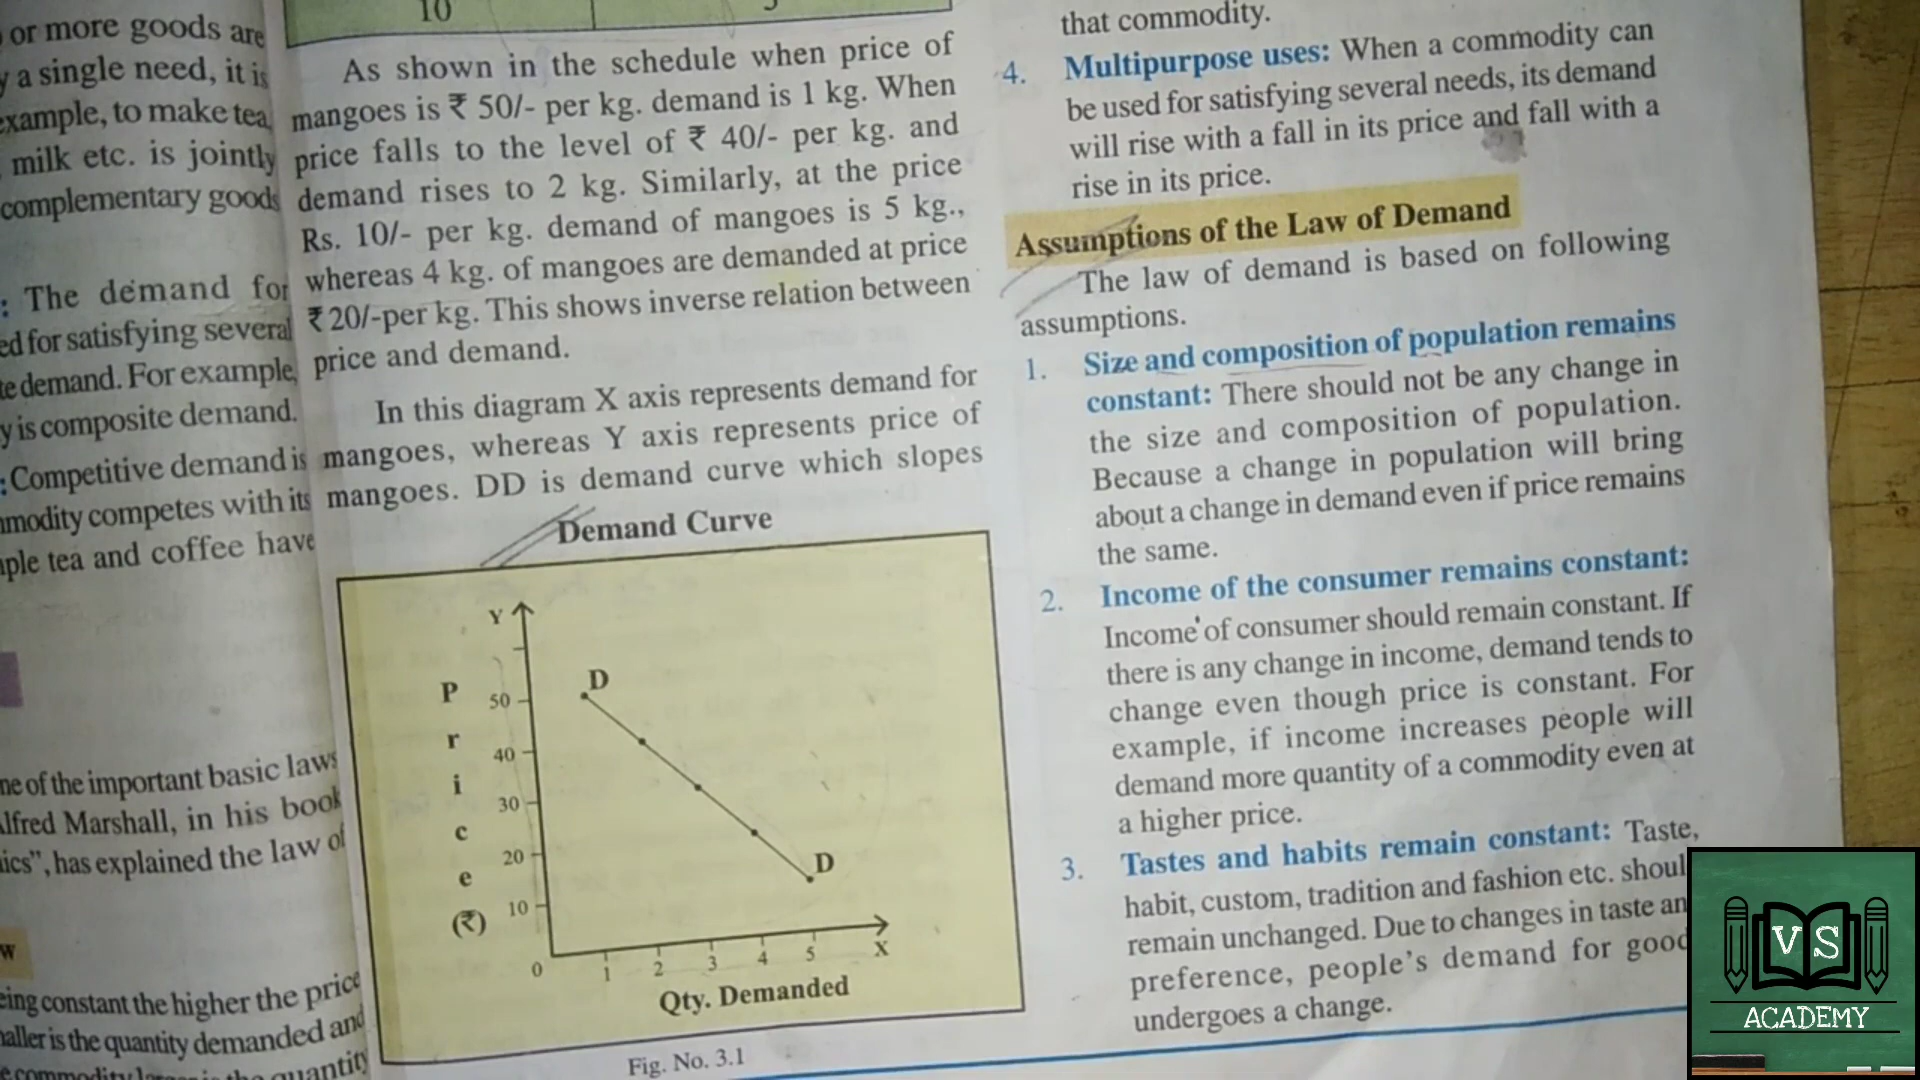 or more goods are
a single need, it is
example, to make tea,
milk etc. is jointly
complementary goods
: The demand for
ed for satisfying several
te demand. For example,
y is composite demand.
: Competitive demand is
mmodity competes with its
mple tea and coffee have
ne of the important basic laws
Alfred Marshall, in his book
ics", has explained the law of
w
eing constant the higher the price
maller is the quantity demanded and
quantity
10
As shown in the schedule when price of
mangoes is ₹ 50/- per kg. demand is 1 kg. When
price falls to the level of ₹ 40/- per kg. and
demand rises to 2 kg. Similarly, at the price
Rs. 10/- per kg. demand of mangoes is 5 kg.,
whereas 4 kg. of mangoes are demanded at price
₹ 20/-per kg. This shows inverse relation between
price and demand.
In this diagram X axis represents demand for
mangoes, whereas Y axis represents price of
mangoes. DD is demand curve which slopes
Demand Curve
Y
D
Price (₹)
50
40
30
20
10
D
0 1 2 3 4 5 X
Qty. Demanded
Fig. No. 3.1
that commodity.
4. Multipurpose uses: When a commodity can
be used for satisfying several needs, its demand
will rise with a fall in its price and fall with a
rise in its price.
Assumptions of the Law of Demand
The law of demand is based on following
assumptions.
1. Size and composition of population remains
constant: There should not be any change in
the size and composition of population.
Because a change in population will bring
about a change in demand even if price remains
the same.
2. Income of the consumer remains constant:
Income of consumer should remain constant. If
there is any change in income, demand tends to
change even though price is constant. For
example, if income increases people will
demand more quantity of a commodity even at
a higher price.
3. Tastes and habits remain constant: Taste,
habit, custom, tradition and fashion etc. shoul
remain unchanged. Due to changes in taste an
preference, people's demand for good
undergoes a change.
VS
ACADEMY